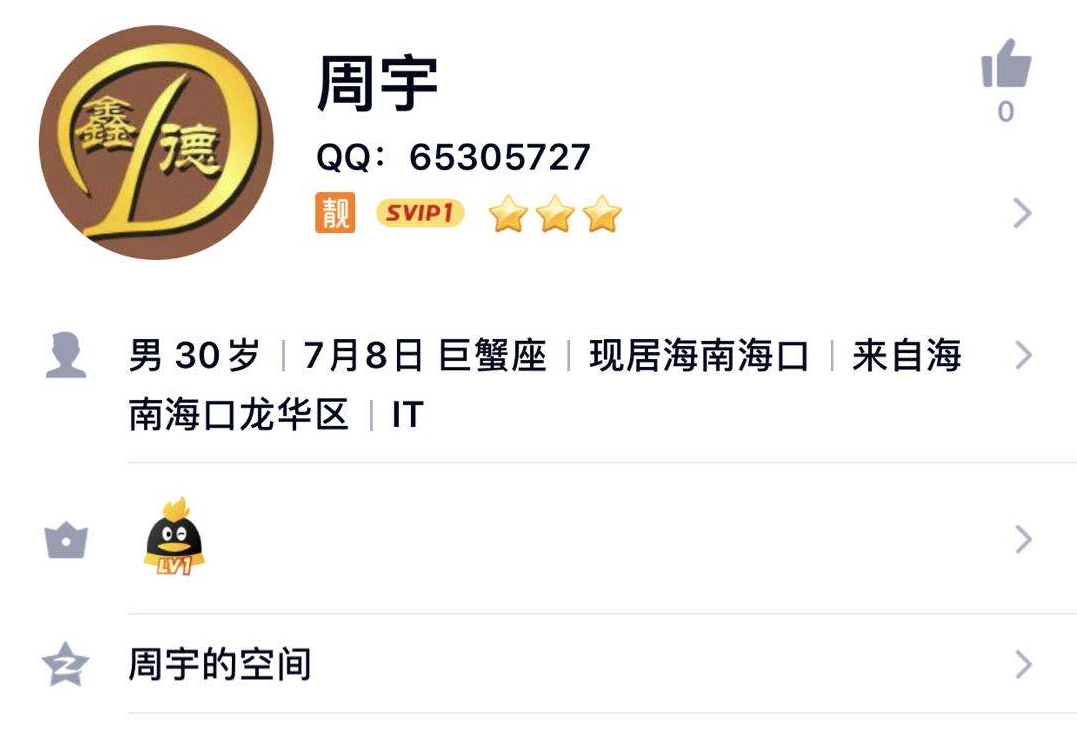 鑫德
周宇
0
QQ：65305727
靓 SVIP1
男 30岁 | 7月8日 巨蟹座 | 现居海南海口 | 来自海
南海口龙华区 | IT
LV1
周宇的空间